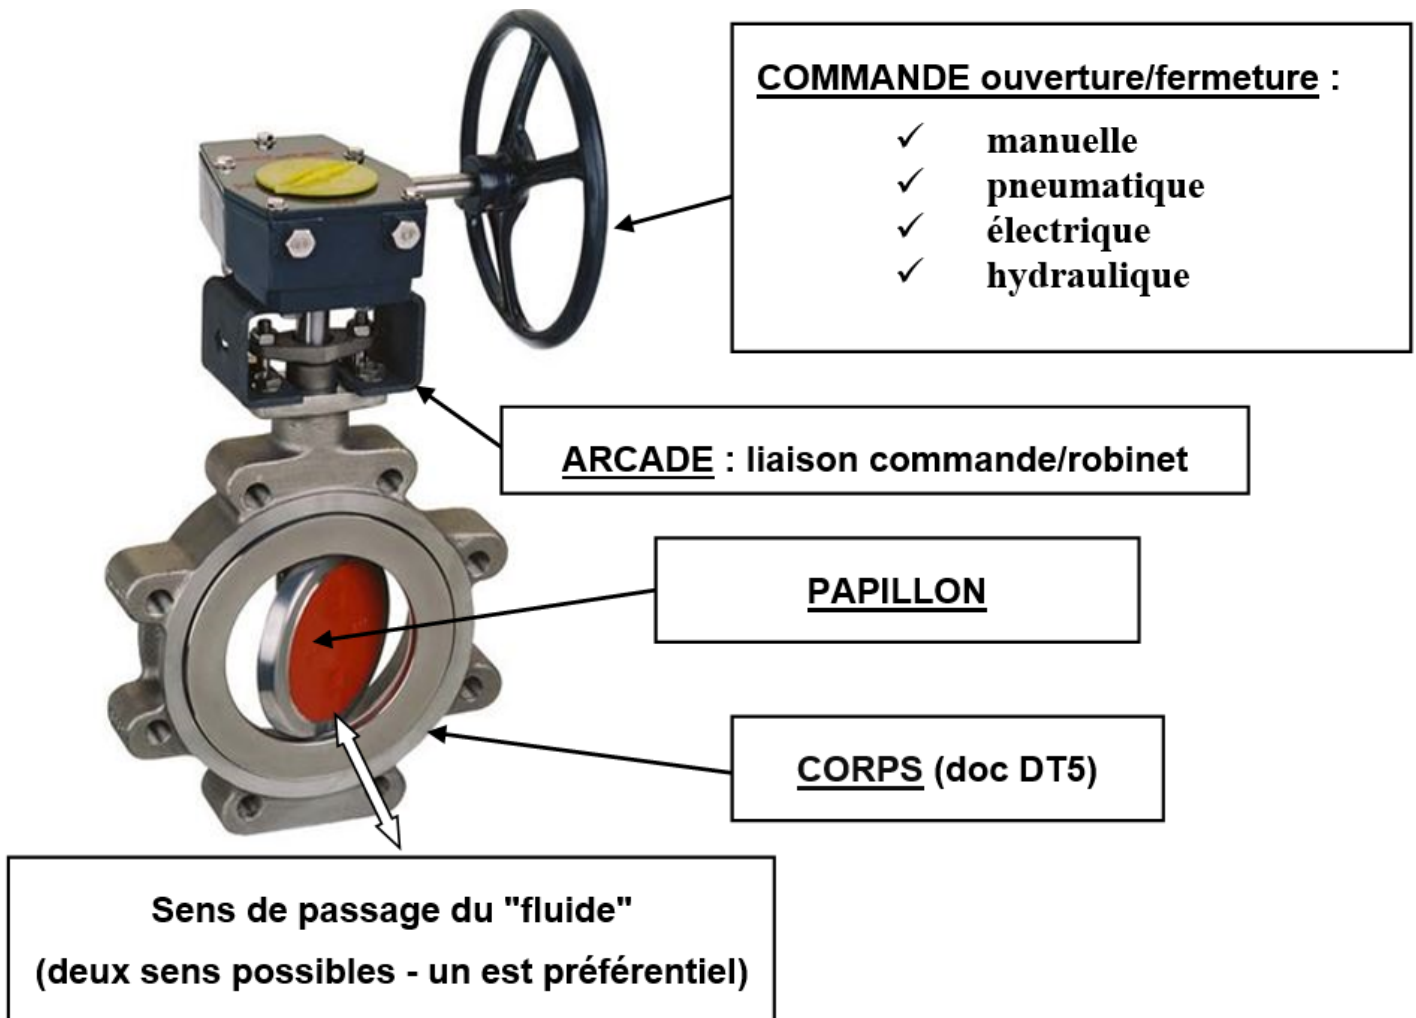 COMMANDE ouverture/fermeture :
✓ manuelle
✓ pneumatique
✓ électrique
✓ hydraulique
ARCADE : liaison commande/robinet
PAPILLON
CORPS (doc DT5)
Sens de passage du "fluide"
(deux sens possibles - un est préférentiel)